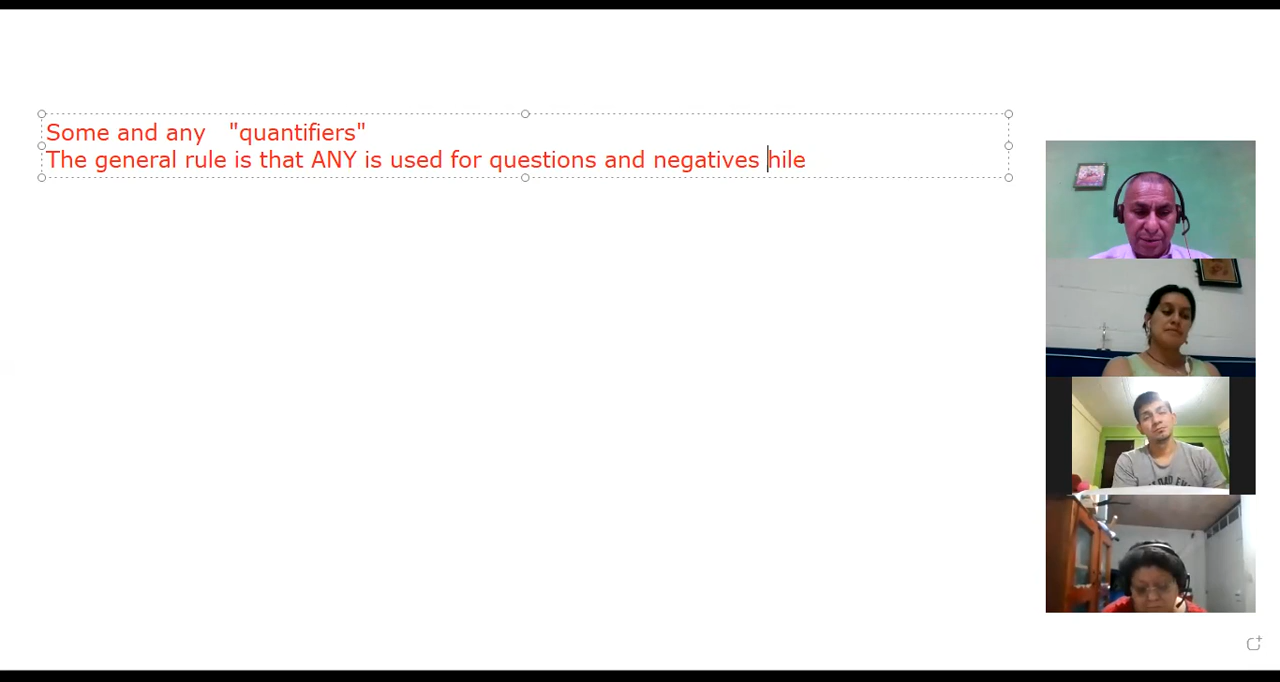 Some and any "quantifiers"
The general rule is that ANY is used for questions and negatives hile